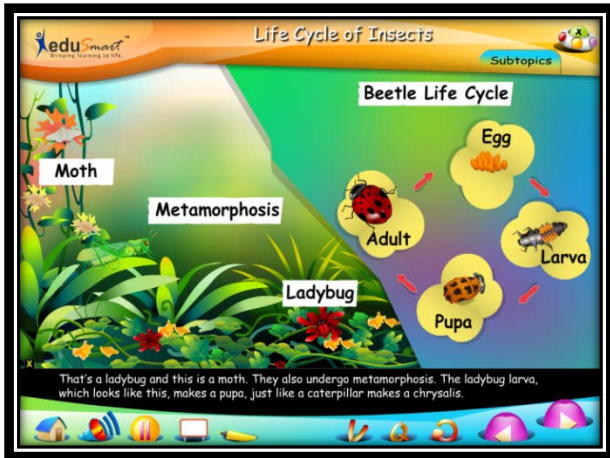 eduSmart™
Bringing learning to life.
Life Cycle of Insects
X
Subtopics
Beetle Life Cycle
Egg
Moth
Metamorphosis
Adult
Larva
Ladybug
Pupa
X
That's a ladybug and this is a moth. They also undergo metamorphosis. The ladybug larva,
which looks like this, makes a pupa, just like a caterpillar makes a chrysalis.
V Q